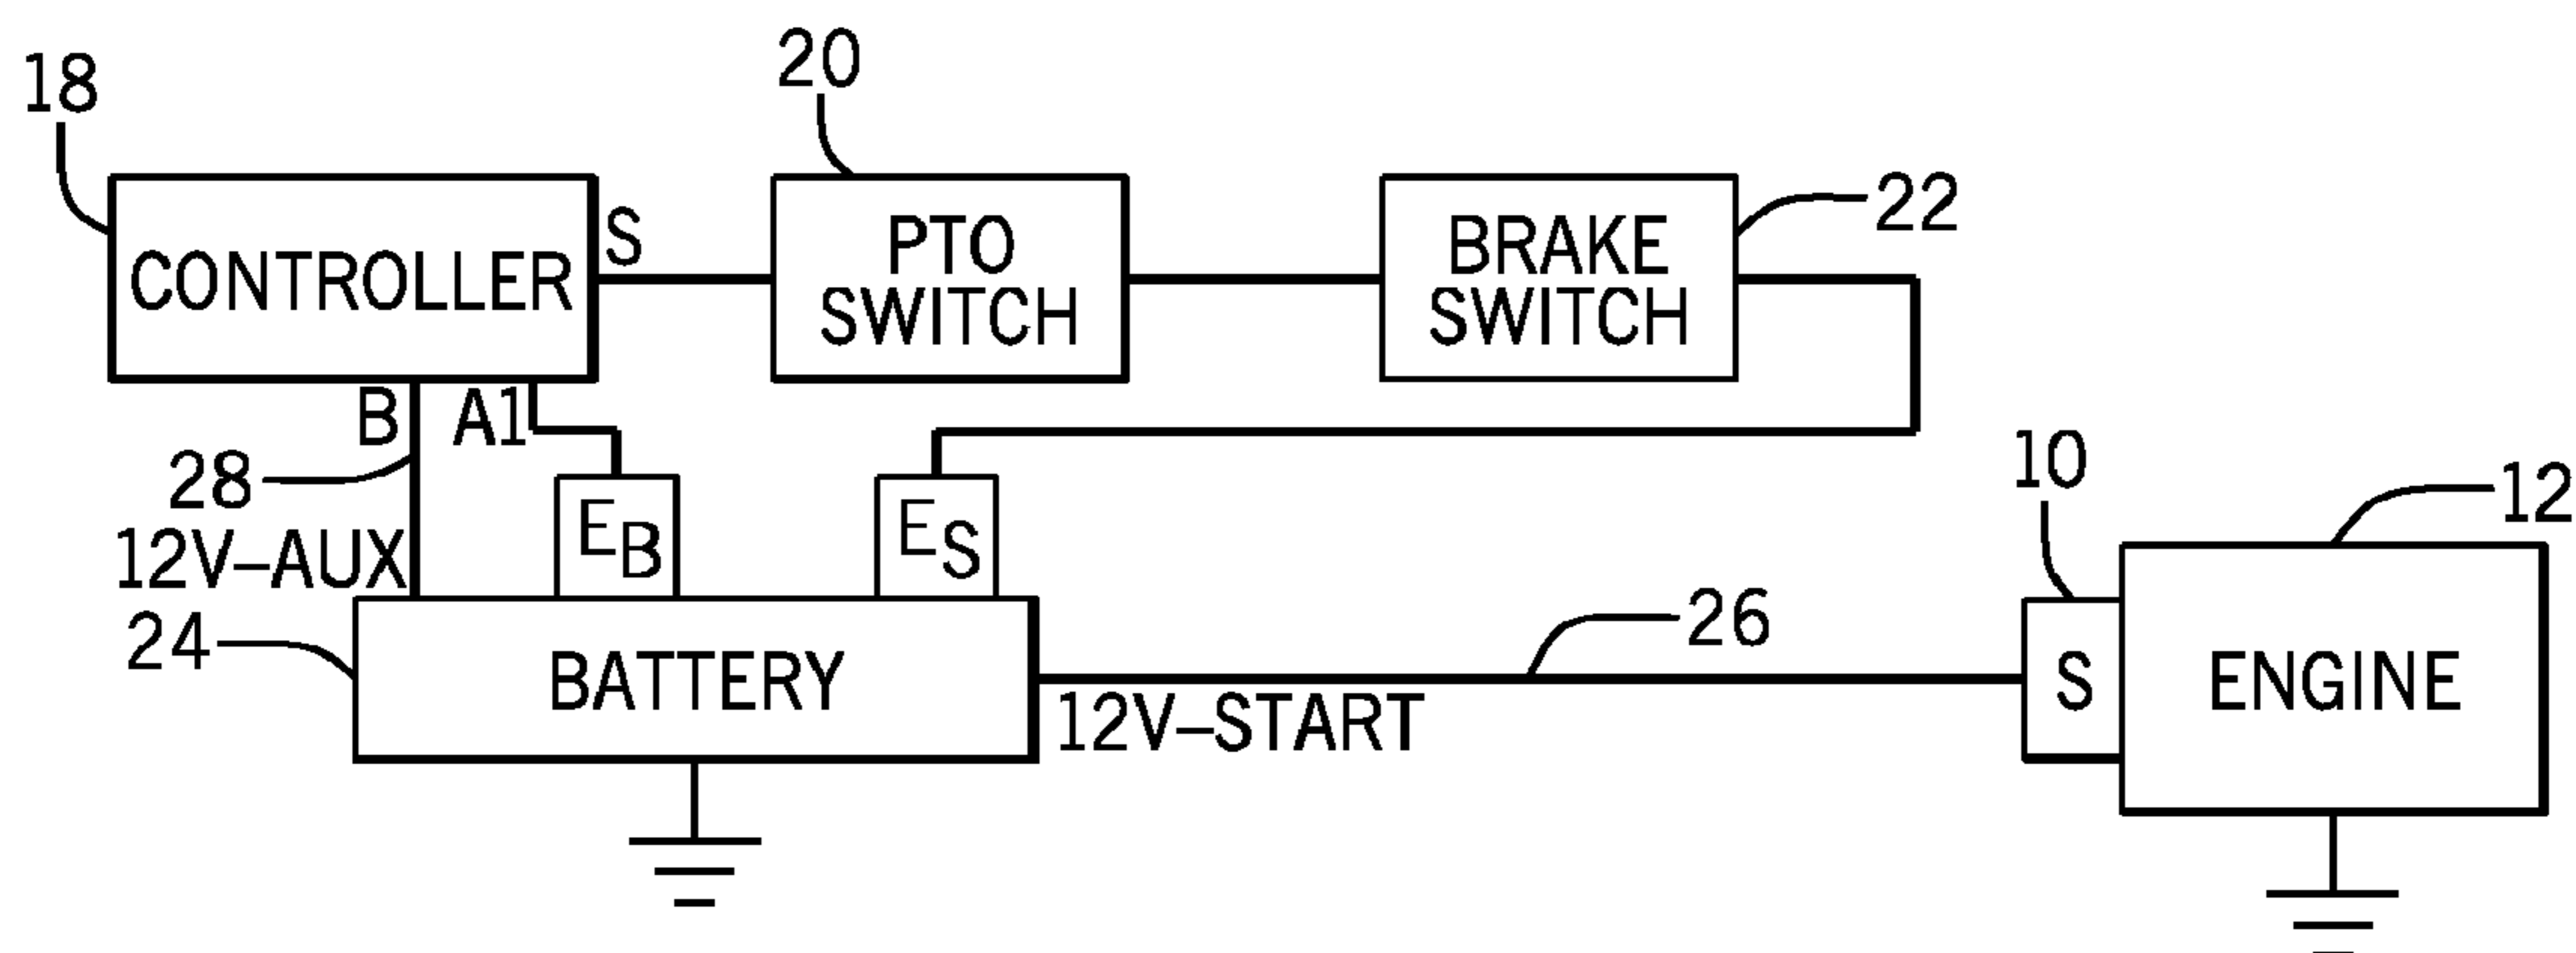 18
20
22
CONTROLLER
S
PTO
SWITCH
BRAKE
SWITCH
B
A1
28
12V–AUX
EB
ES
10
12
24
BATTERY
26
12V–START
S
ENGINE